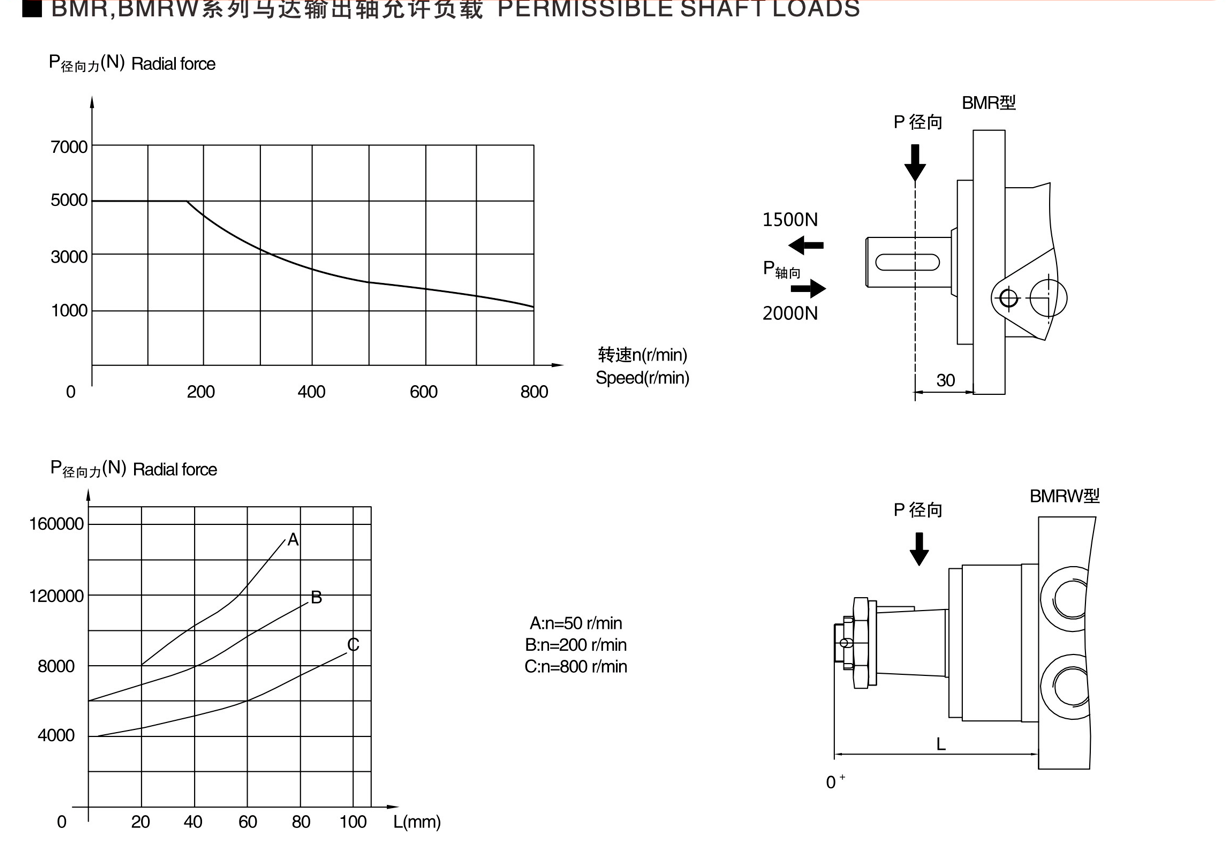 BMR,BMRW系列马达输出轴允许负载 PERMISSIBLE SHAFT LOADS
P径向力(N) Radial force
7000
5000
3000
1000
0
200
400
600
800
转速n(r/min)
Speed(r/min)
BMR型
P 径向
1500N
P轴向
2000N
30
P径向力(N) Radial force
160000
120000
8000
4000
0
20
40
60
80
100
L(mm)
A
B
C
A:n=50 r/min
B:n=200 r/min
C:n=800 r/min
BMRW型
P 径向
L
0+